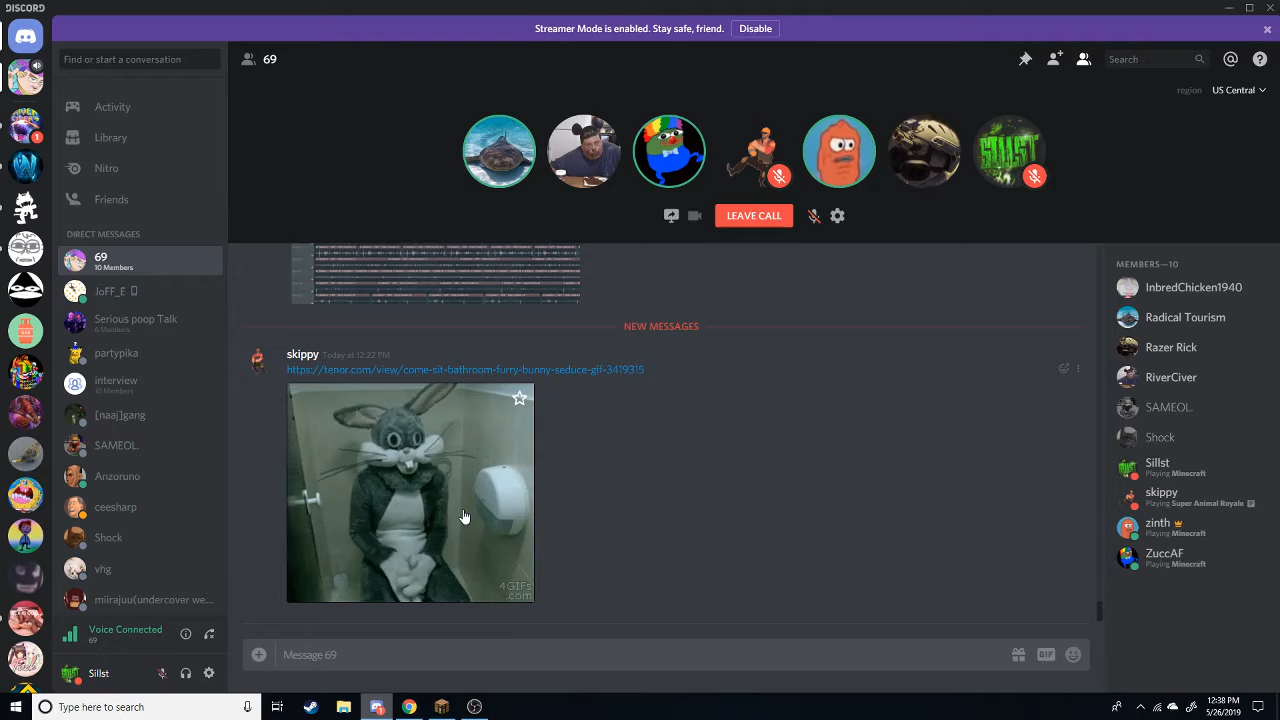 DISCORD
Streamer Mode is enabled. Stay safe, friend.
Disable
Find or start a conversation
69
Search
region
US Central
Activity
Library
Nitro
Friends
DIRECT MESSAGES
69
10 Members
JoFF_E
Serious poop Talk
6 Members
partypika
interview
10 Members
[naaj]gang
SAMEOL.
Anzoruno
ceesharp
Shock
vhg
miirajuu(undercover we...
Voice Connected
69
Sillst
1
SILLST
LEAVE CALL
NEW MESSAGES
skippy Today at 12:22 PM
https://tenor.com/view/come-sit-bathroom-furry-bunny-seduce-gif-3419315
4GIFs
.com
Message 69
GIF
MEMBERS—10
InbredChicken1940
Radical Tourism
Razer Rick
RiverCiver
SAMEOL.
Shock
Sillst
Playing Minecraft
skippy
Playing Super Animal Royale
zinth
Playing Minecraft
ZuccAF
Playing Minecraft
Type here to search
12:38 PM
5/26/2019